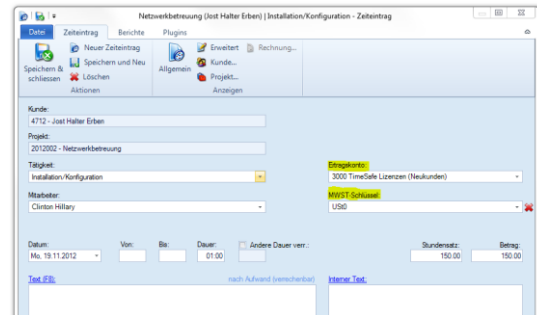 Netzwerkbetreuung (Jost Halter Erben) | Installation/Konfiguration - Zeiteintrag
Datei Zeiteintrag Berichte Plugins
Speichern & schliessen
Neuer Zeiteintrag
Speichern und Neu
Löschen
Aktionen
Allgemein
Erweitert
Kunde...
Projekt...
Rechnung...
Anzeigen
Kunde:
4712 - Jost Halter Erben
Projekt:
2012002 - Netzwerkbetreuung
Tätigkeit:
Installation/Konfiguration
Ertragskonto:
3000 TimeSafe Lizenzen (Neukunden)
Mitarbeiter:
Clinton Hillary
MWST-Schlüssel:
USt0
Datum: Von: Bis: Dauer: Andere Dauer verr.: Stundensatz: Betrag:
Mo, 19.11.2012 01:00 150.00 150.00
Text (F8): nach Aufwand (verrechenbar) Interner Text: